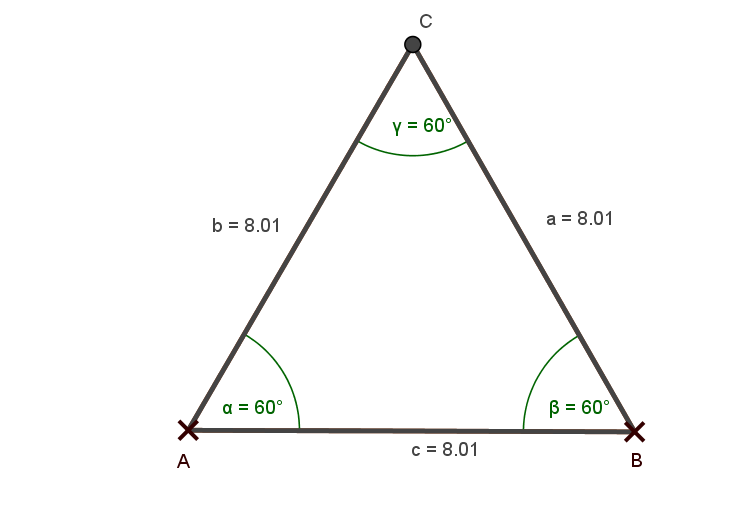 C
γ = 60°
b = 8.01
a = 8.01
α = 60°
β = 60°
c = 8.01
A
B